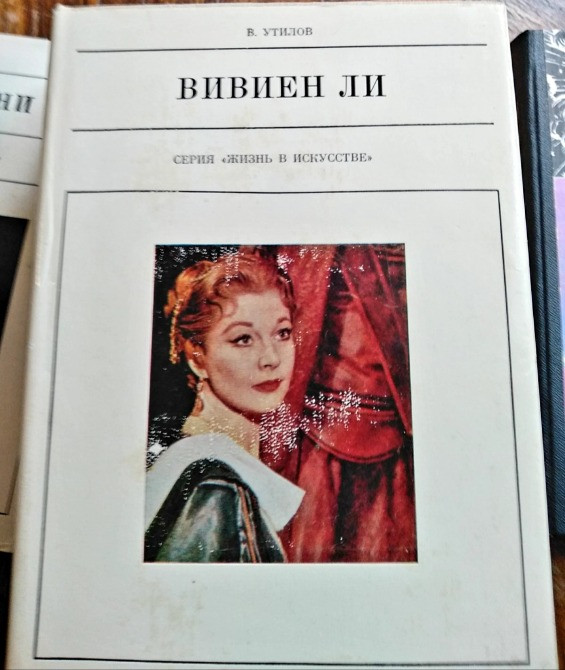 В. УТИЛОВ
ВИВИЕН ЛИ
СЕРИЯ «ЖИЗНЬ В ИСКУССТВЕ»